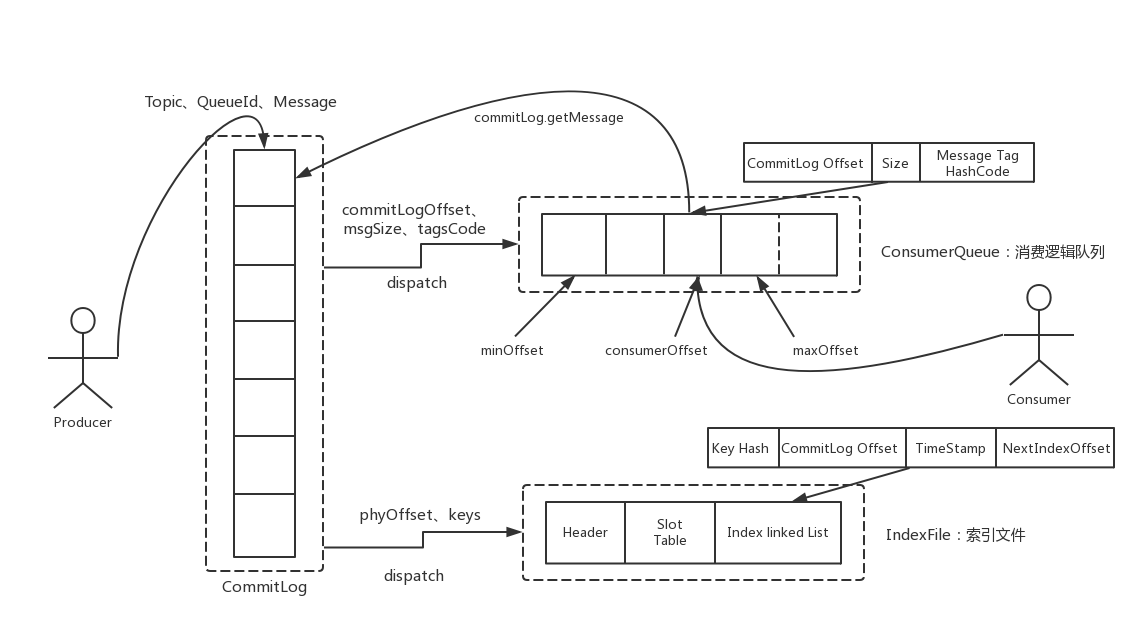 Topic、QueueId、Message
commitLog.getMessage
CommitLog Offset
Size
Message Tag
HashCode
commitLogOffset、
msgSize、tagsCode
dispatch
ConsumerQueue：消费逻辑队列
minOffset
consumerOffset
maxOffset
Producer
Consumer
Key Hash
CommitLog Offset
TimeStamp
NextIndexOffset
phyOffset、keys
dispatch
Header
Slot
Table
Index linked List
IndexFile：索引文件
CommitLog